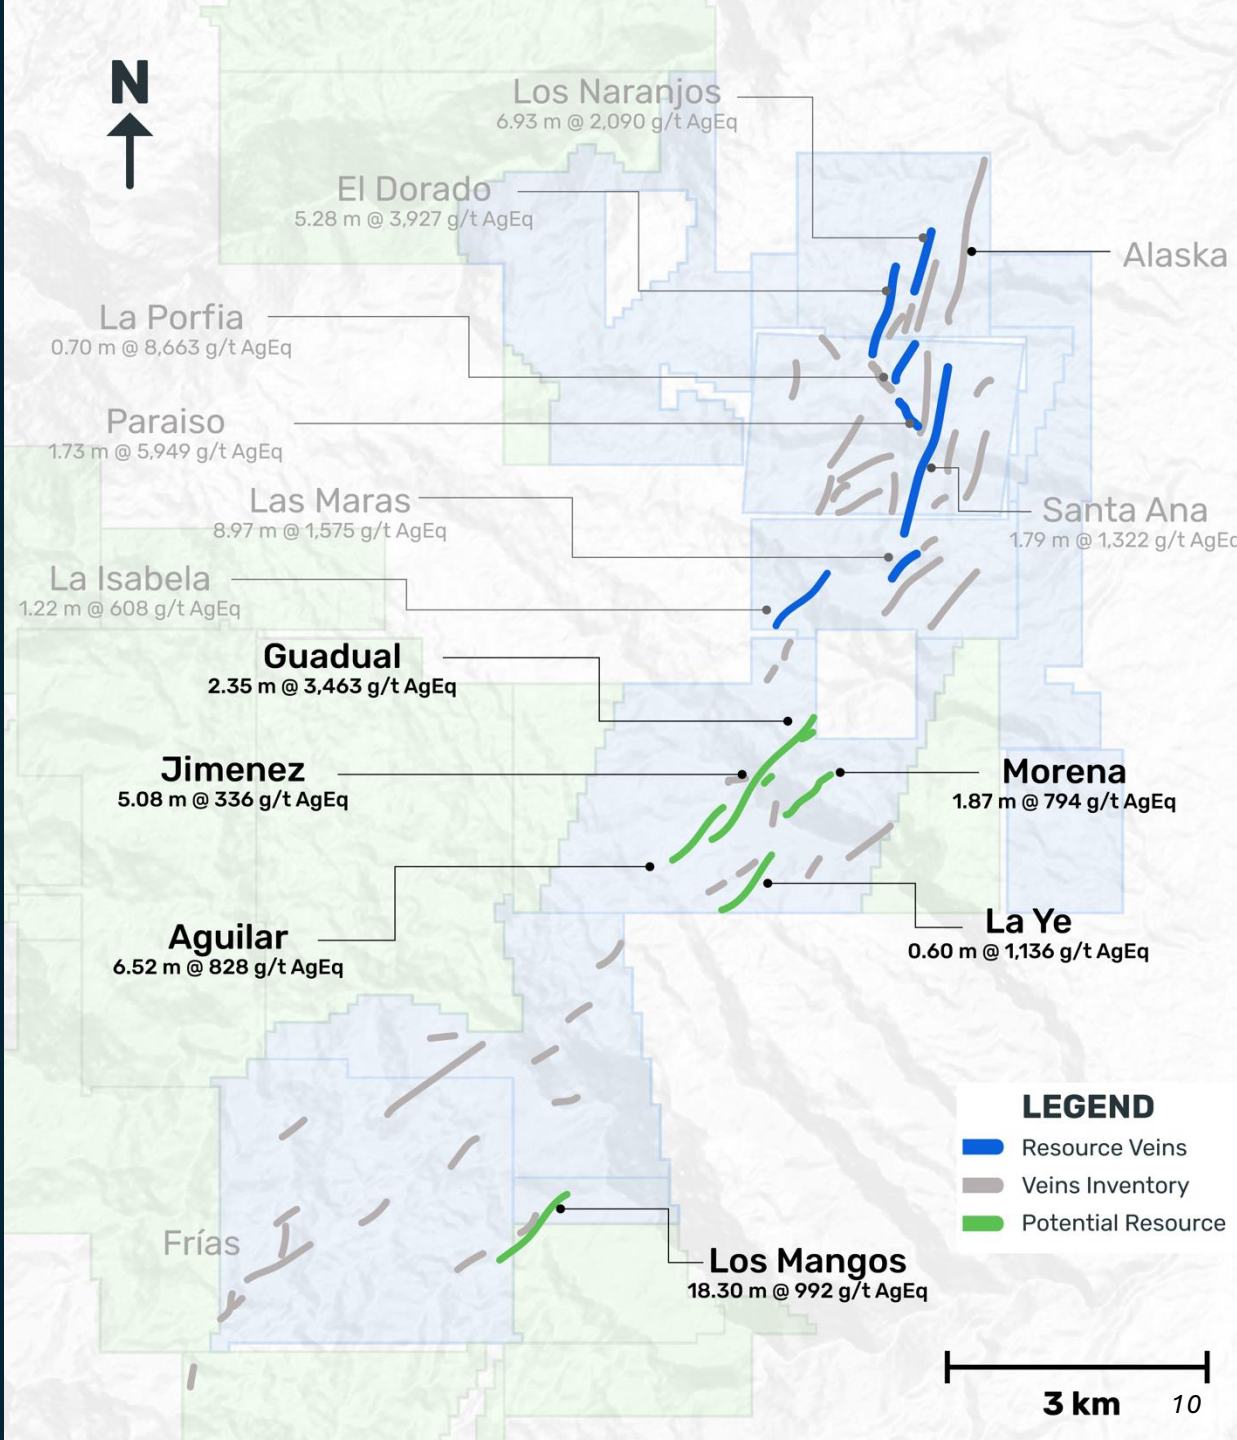 N
Los Naranjos
6.93 m @ 2,090 g/t AgEq
El Dorado
5.28 m @ 3,927 g/t AgEq
Alaska
La Porfia
0.70 m @ 8,663 g/t AgEq
Paraiso
1.73 m @ 5,949 g/t AgEq
Las Maras
8.97 m @ 1,575 g/t AgEq
Santa Ana
1.79 m @ 1,322 g/t AgEq
La Isabela
1.22 m @ 608 g/t AgEq
Guadual
2.35 m @ 3,463 g/t AgEq
Jimenez
5.08 m @ 336 g/t AgEq
Morena
1.87 m @ 794 g/t AgEq
Aguilar
6.52 m @ 828 g/t AgEq
La Ye
0.60 m @ 1,136 g/t AgEq
LEGEND
Resource Veins
Veins Inventory
Potential Resource
Frías
Los Mangos
18.30 m @ 992 g/t AgEq
3 km
10